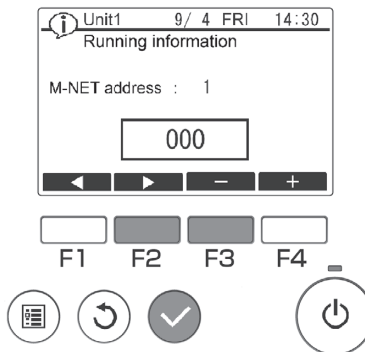 Unit1 9/ 4 FRI 14:30
Running information
M-NET address : 1
000
− +
F1 F2 F3 F4